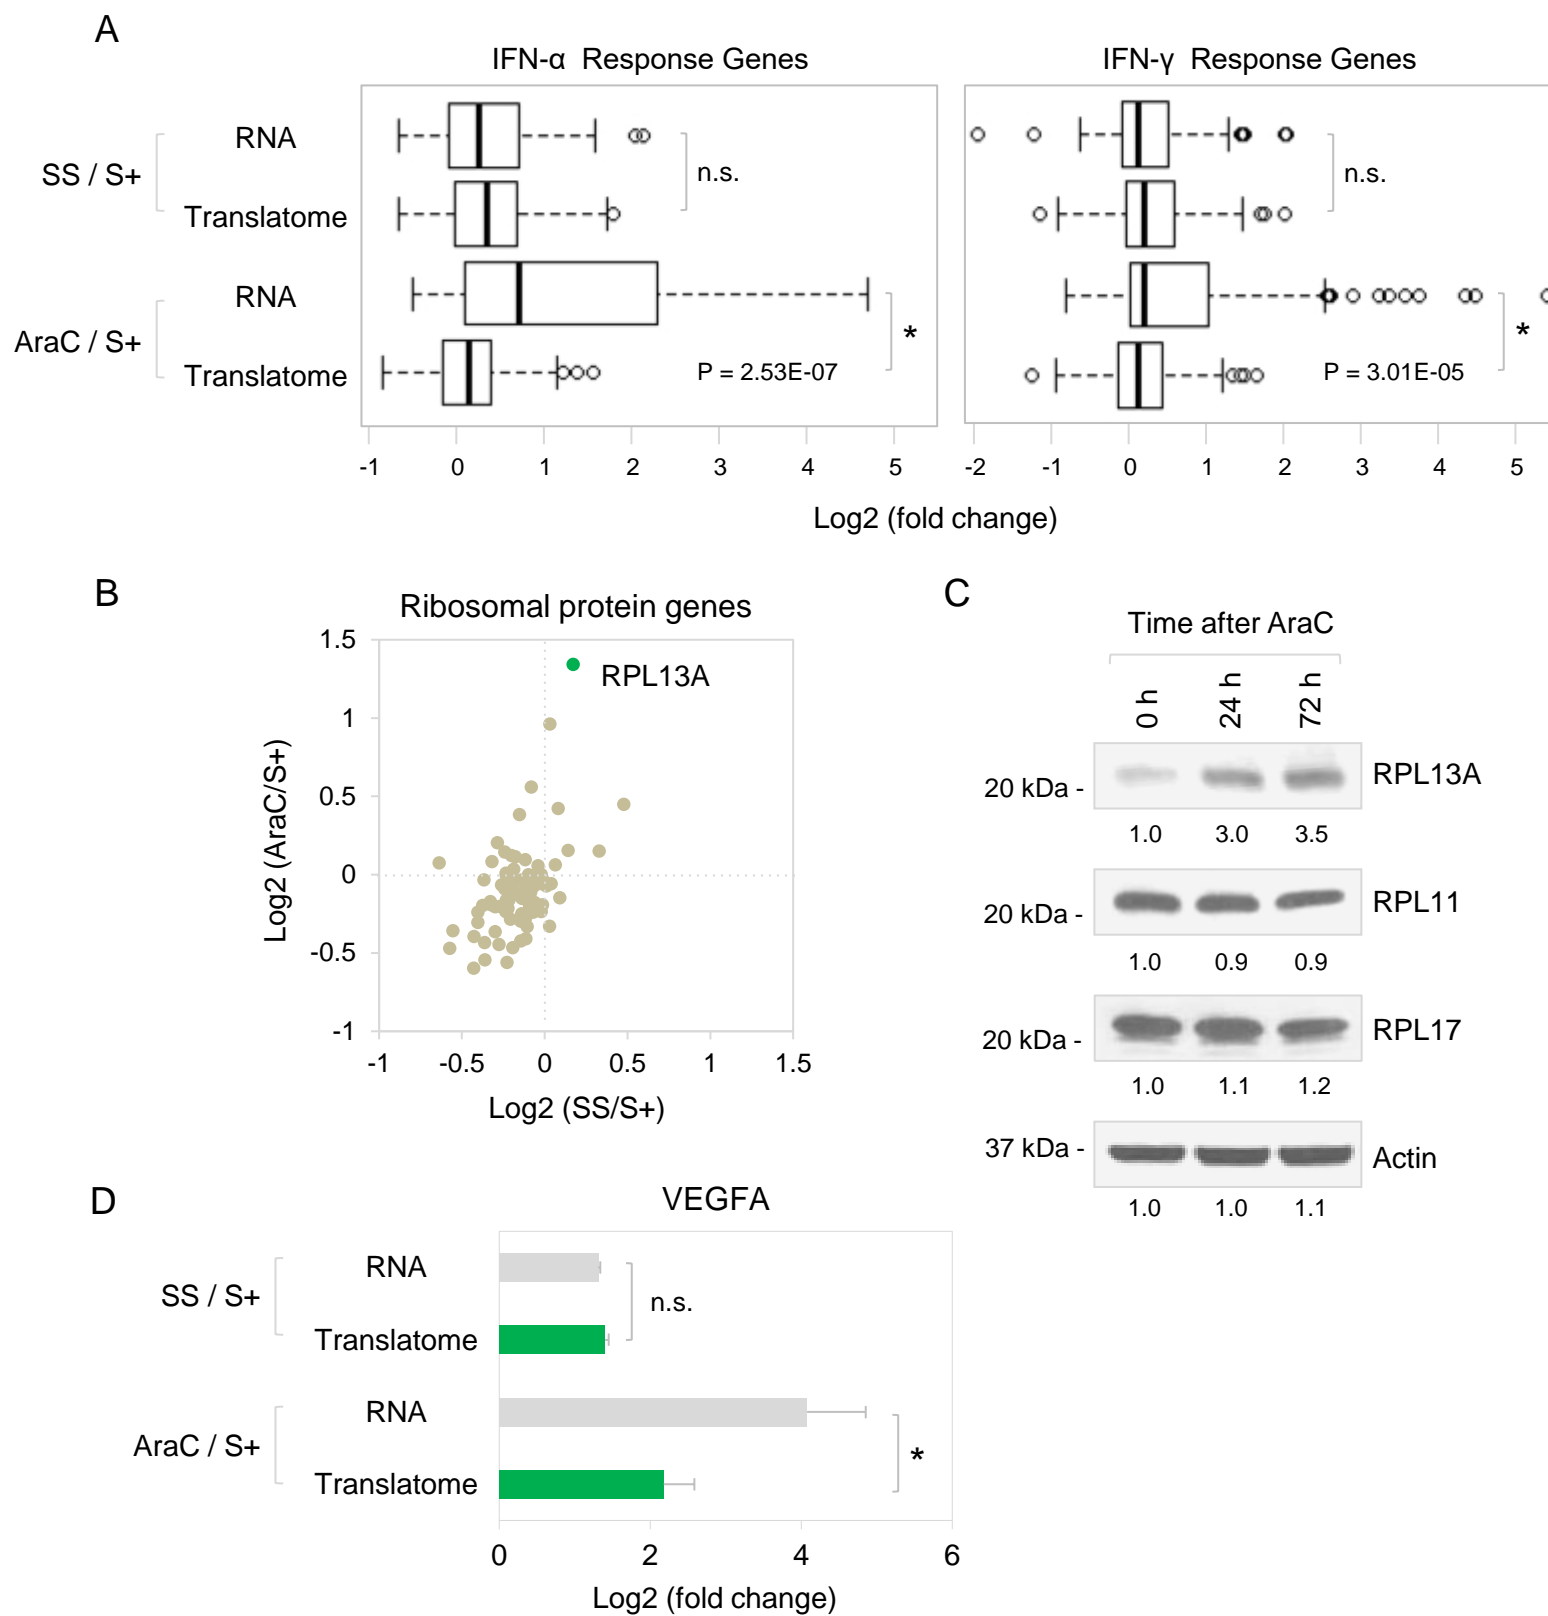 A
IFN-α Response Genes
IFN-γ Response Genes
SS / S+
RNA
Translatome
n.s.
n.s.
AraC / S+
RNA
Translatome
*
P = 2.53E-07
*
P = 3.01E-05
-1 0 1 2 3 4 5
-2 -1 0 1 2 3 4 5
Log2 (fold change)
B
Ribosomal protein genes
RPL13A
Log2 (AraC/S+)
1.5
1
0.5
0
-0.5
-1
-1 -0.5 0 0.5 1 1.5
Log2 (SS/S+)
C
Time after AraC
0 h 24 h 72 h
20 kDa - RPL13A
1.0 3.0 3.5
20 kDa - RPL11
1.0 0.9 0.9
20 kDa - RPL17
1.0 1.1 1.2
37 kDa - Actin
1.0 1.0 1.1
D
VEGFA
SS / S+
RNA
Translatome
n.s.
AraC / S+
RNA
Translatome
*
0 2 4 6
Log2 (fold change)